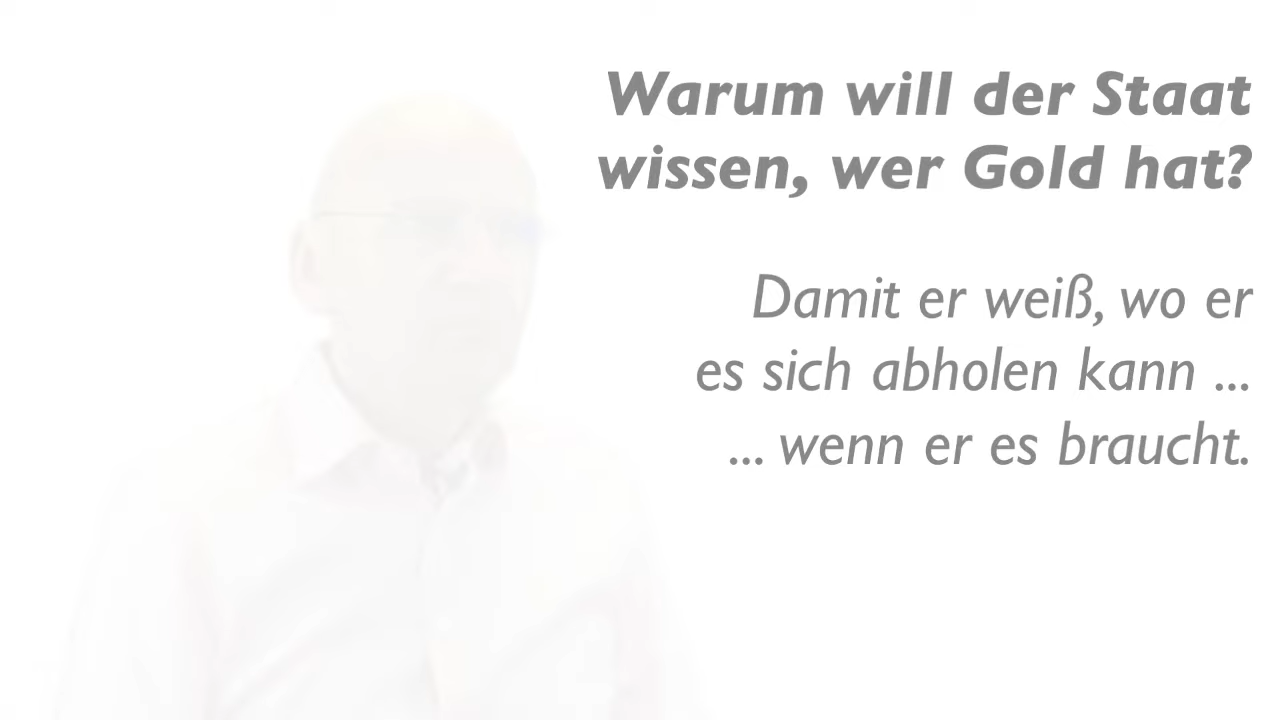 Warum will der Staat
wissen, wer Gold hat?
Damit er weiß, wo er
es sich abholen kann ...
... wenn er es braucht.